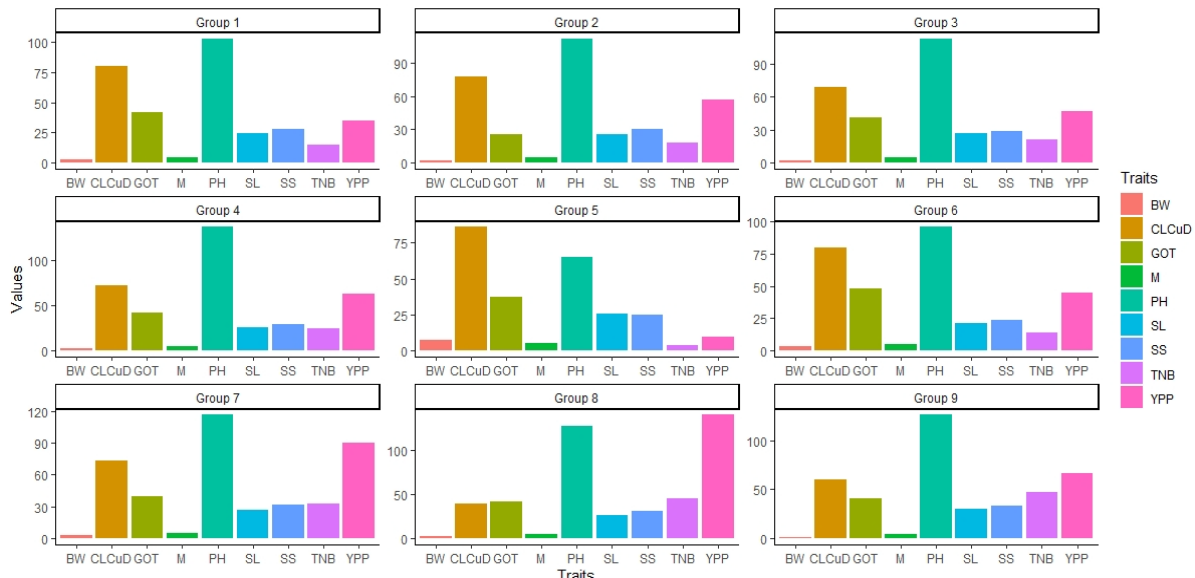 Group 1 Group 2 Group 3
100
75
50
25
0
90
60
30
0
90
60
30
0
BW CLCuD GOT M PH SL SS TNB YPP
BW CLCuD GOT M PH SL SS TNB YPP
BW CLCuD GOT M PH SL SS TNB YPP
Group 4 Group 5 Group 6
100
50
0
75
50
25
0
100
75
50
25
0
BW CLCuD GOT M PH SL SS TNB YPP
BW CLCuD GOT M PH SL SS TNB YPP
BW CLCuD GOT M PH SL SS TNB YPP
Group 7 Group 8 Group 9
120
90
60
30
0
100
50
0
100
50
0
BW CLCuD GOT M PH SL SS TNB YPP
BW CLCuD GOT M PH SL SS TNB YPP
BW CLCuD GOT M PH SL SS TNB YPP
Values
Traits
Traits
BW
CLCuD
GOT
M
PH
SL
SS
TNB
YPP